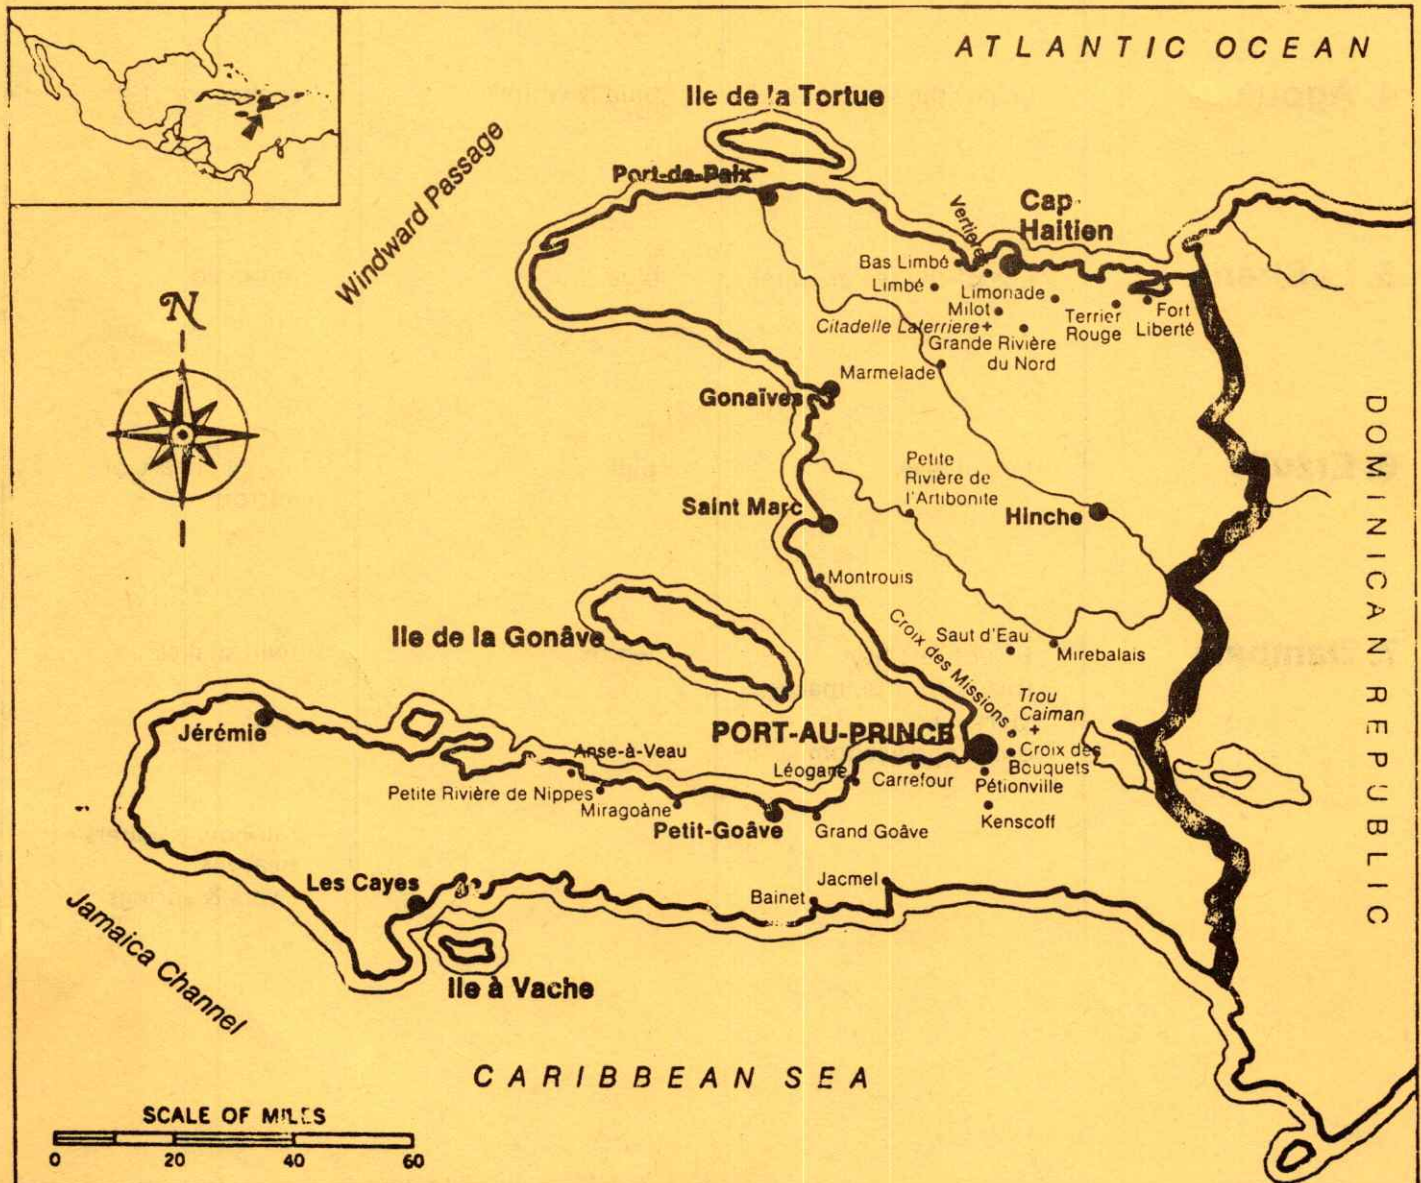 ATLANTIC OCEAN
Ile de la Tortue
Windward Passage
Port-de-Paix
Cap
Haitien
Vertières
Bas Limbé
Limbé
Limonade
Milot
Terrier
Rouge
Fort
Liberté
Citadelle Laferriere
Grande Rivière
du Nord
Marmelade
N
Gonaïves
DOMINICAN REPUBLIC
Petite
Rivière de
l'Artibonite
Saint Marc
Hinche
Montrouis
Ile de la Gonâve
Croix des Missions
Saut d'Eau
Mirebalais
Trou
Caiman
PORT-AU-PRINCE
Jérémie
Croix des
Bouquets
Anse-à-Veau
Léogane
Carrefour
Pétionville
Petite Rivière de Nippes
Miragoàne
Petit-Goâve
Grand Goâve
Kenscoff
Les Cayes
Jacmel
Bainet
Jamaica Channel
Ile à Vache
CARIBBEAN SEA
SCALE OF MILES
0 20 40 60